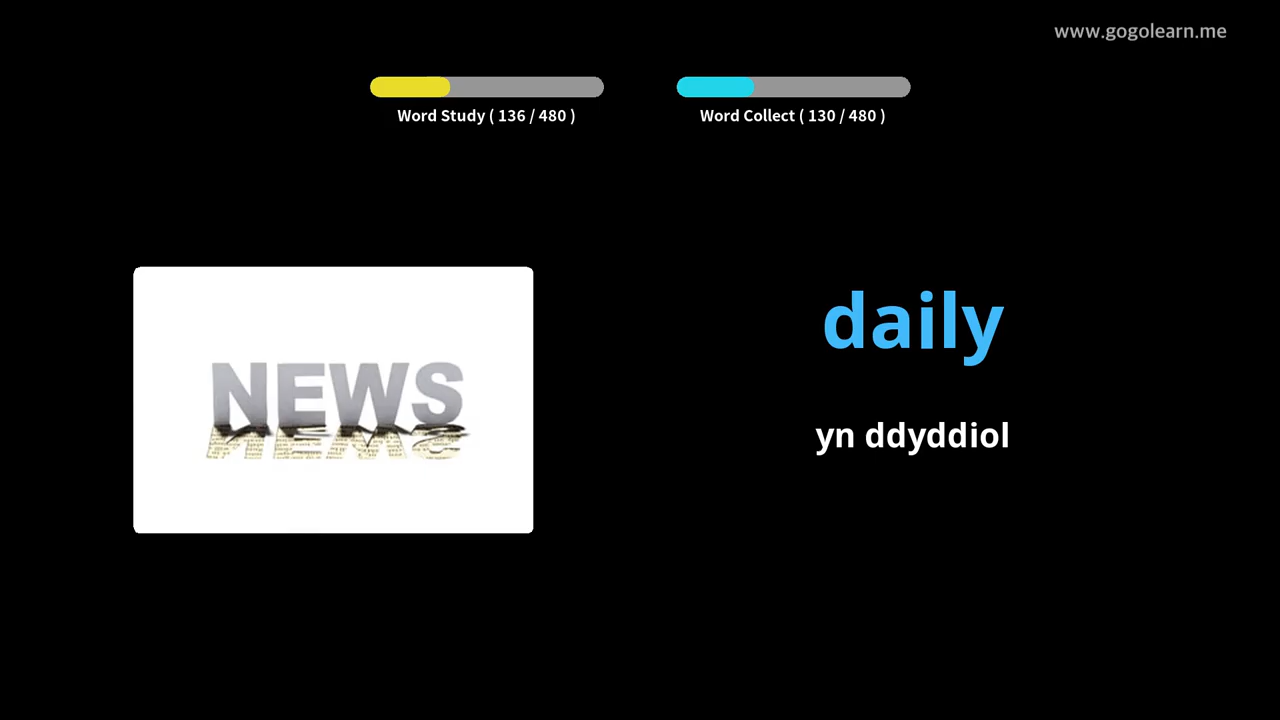 www.gogolearn.me
Word Study ( 136 / 480 )
Word Collect ( 130 / 480 )
NEWS
daily
yn ddyddiol